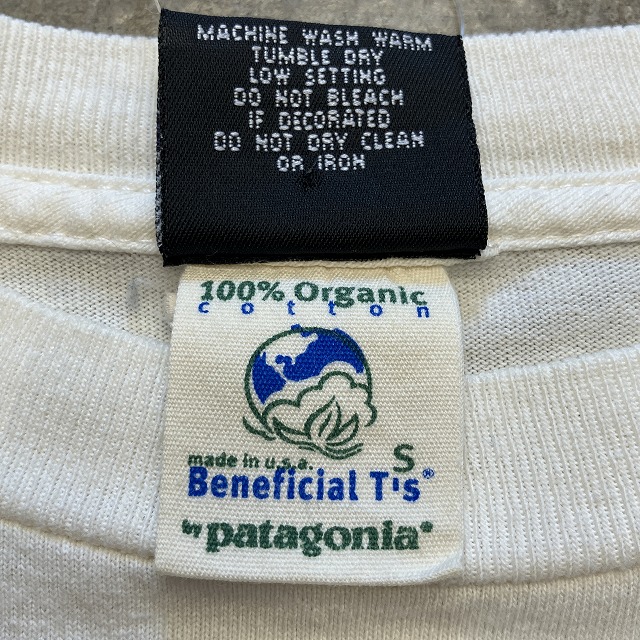 MACHINE WASH WARM
TUMBLE DRY
LOW SETTING
DO NOT BLEACH
IF DECORATED
DO NOT DRY CLEAN
OR IRON
100% Organic
cotton
made in u.s.a.
S
Beneficial T's®
by patagonia®